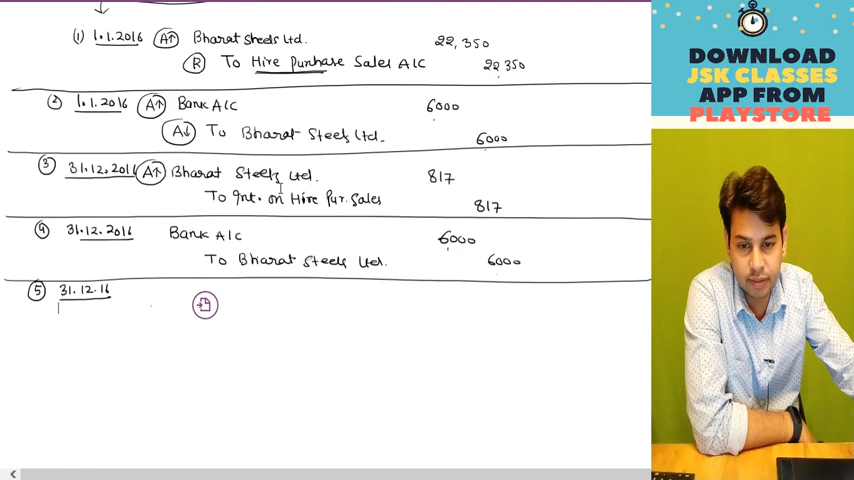 (1) 1.1.2016 A↑ Bharat Steels Ltd. 22,350
R To Hire Purchase Sales A/C 22,350
2 1.1.2016 A↑ Bank A/C 6000
A↓ To Bharat Steels Ltd. 6000
3 31.12.2016 A↑ Bharat Steels Ltd. 817
To Int. on Hire Pur. Sales 817
4 31.12.2016 Bank A/C 6000
To Bharat Steels Ltd. 6000
5 31.12.16
DOWNLOAD
JSK CLASSES
APP FROM
PLAYSTORE